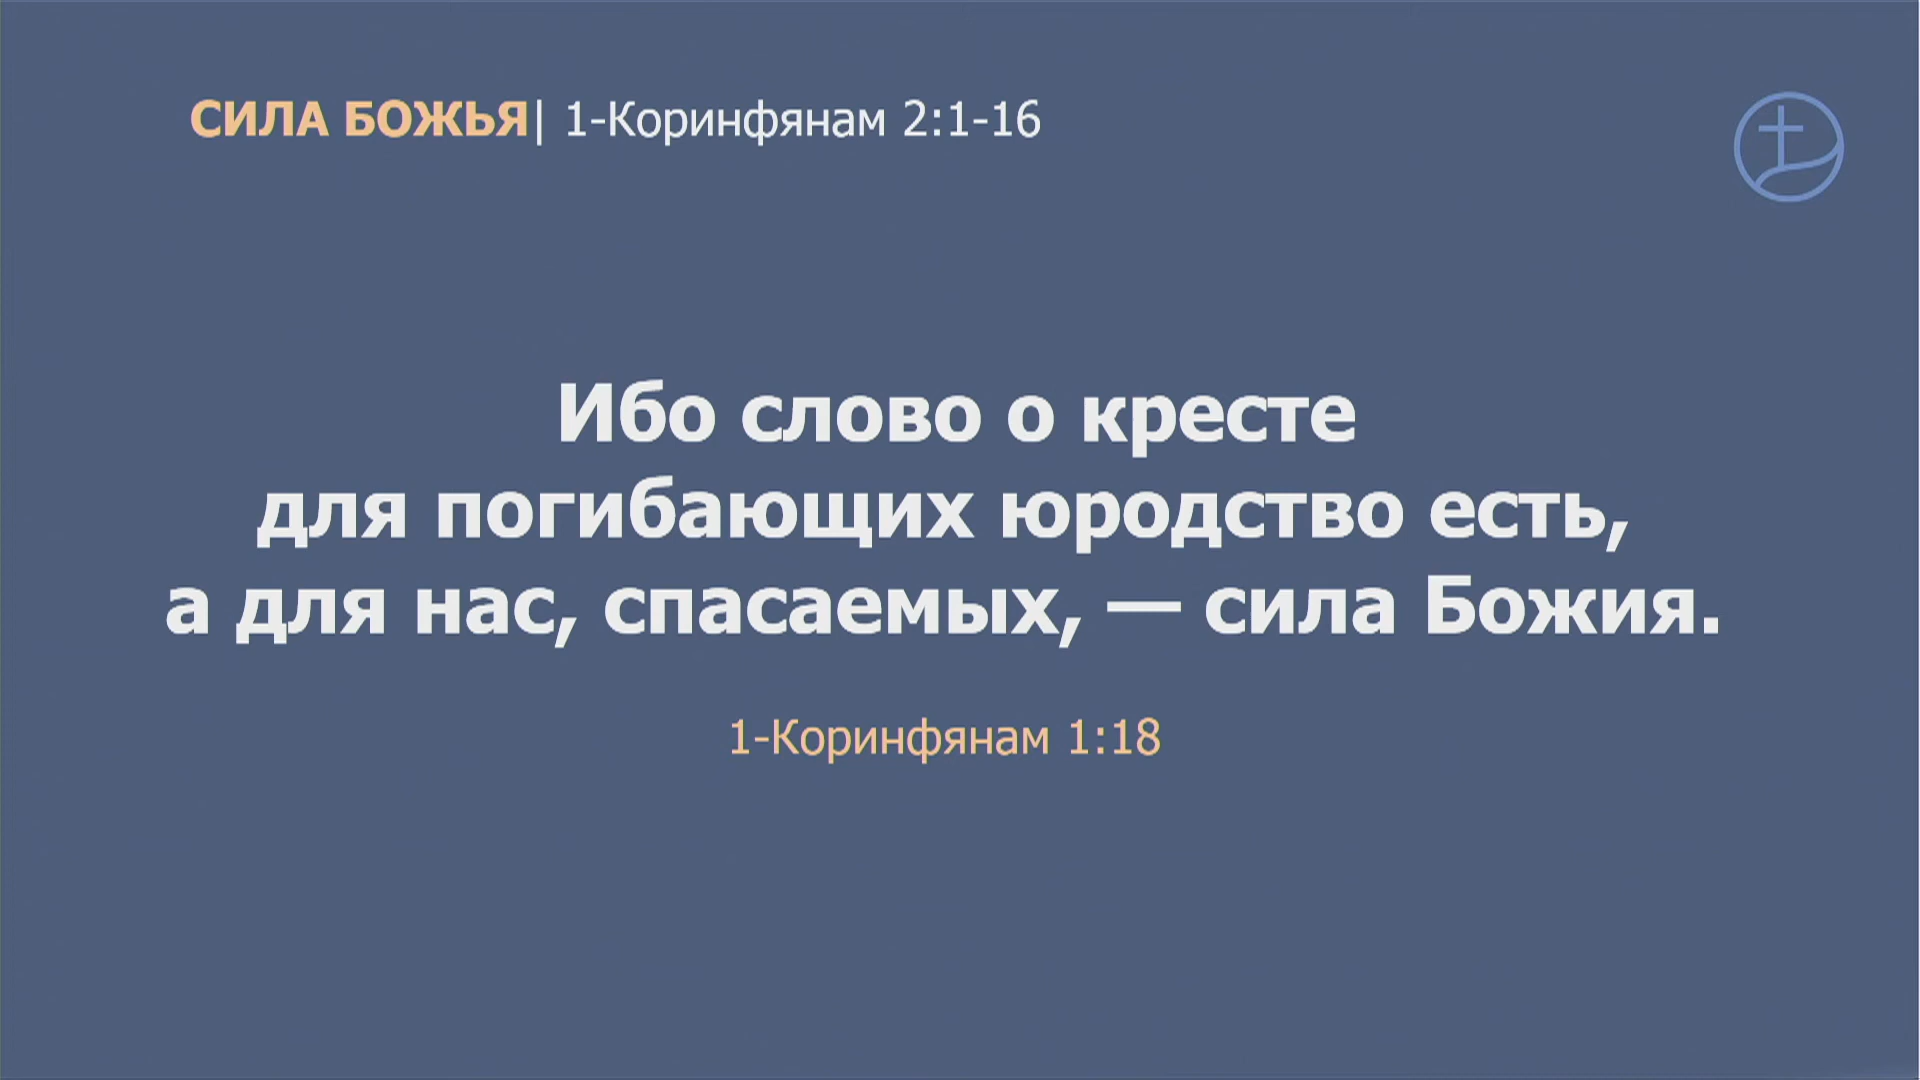 СИЛА БОЖЬЯ| 1-Коринфянам 2:1-16
Ибо слово о кресте
для погибающих юродство есть,
а для нас, спасаемых, — сила Божия.
1-Коринфянам 1:18